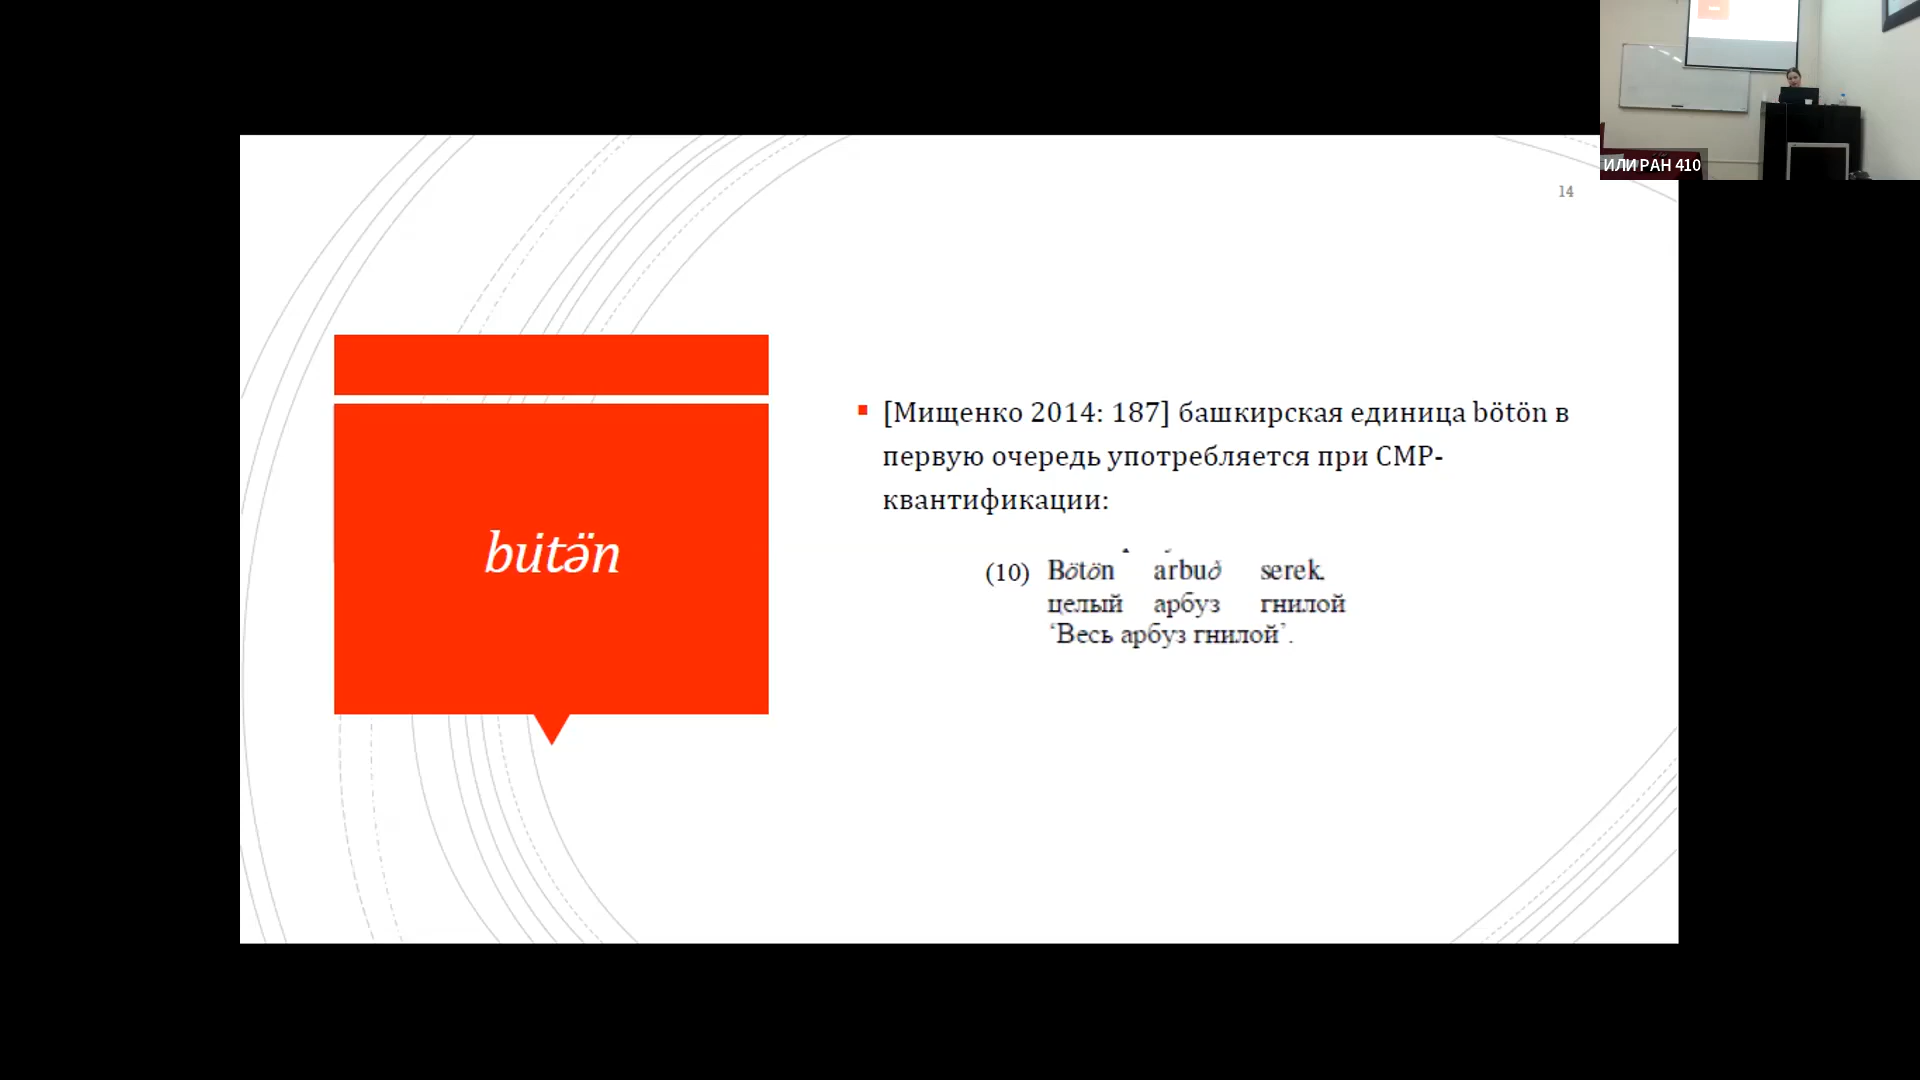 ИЛИ РАН 410
14
bütə̈n
[Мищенко 2014: 187] башкирская единица bötön в
первую очередь употребляется при СМР-
квантификации:
(10) Bötön arbuð serek.
целый арбуз гнилой
‘Весь арбуз гнилой’.